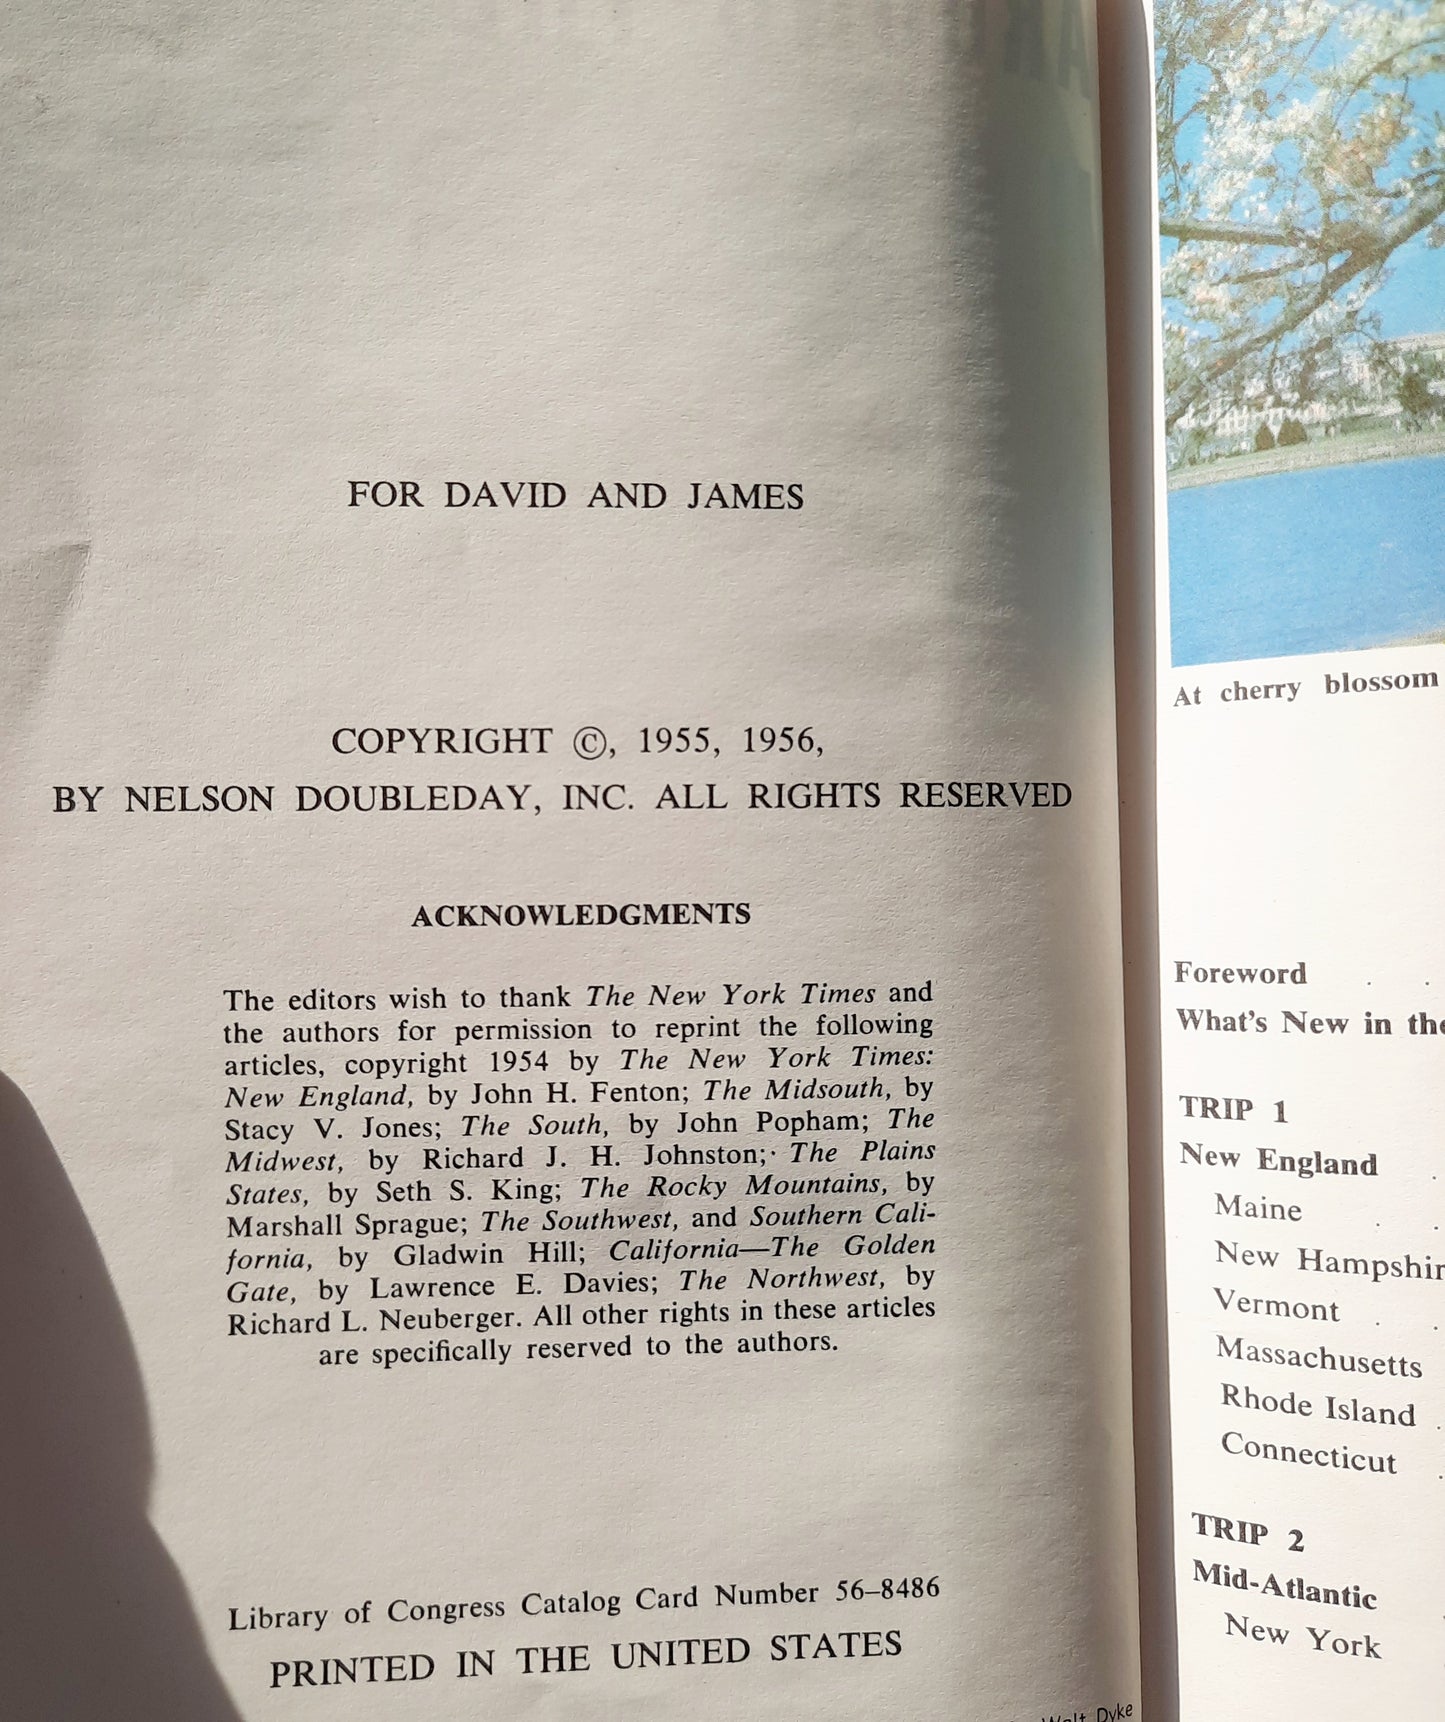 FOR DAVID AND JAMES
COPYRIGHT ©, 1955, 1956,
BY NELSON DOUBLEDAY, INC. ALL RIGHTS RESERVED
ACKNOWLEDGMENTS
The editors wish to thank The New York Times and
the authors for permission to reprint the following
articles, copyright 1954 by The New York Times:
New England, by John H. Fenton; The Midsouth, by
Stacy V. Jones; The South, by John Popham; The
Midwest, by Richard J. H. Johnston; The Plains
States, by Seth S. King; The Rocky Mountains, by
Marshall Sprague; The Southwest, and Southern Cali-
fornia, by Gladwin Hill; California—The Golden
Gate, by Lawrence E. Davies; The Northwest, by
Richard L. Neuberger. All other rights in these articles
are specifically reserved to the authors.
Library of Congress Catalog Card Number 56–8486
PRINTED IN THE UNITED STATES
Dyke
At cherry blossom
Foreword . .
What's New in the
TRIP 1
New England .
Maine . .
New Hampshir
Vermont . .
Massachusetts
Rhode Island .
Connecticut .
TRIP 2
Mid-Atlantic
New York